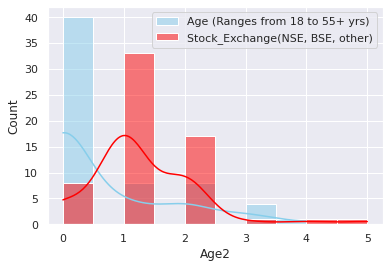 Age (Ranges from 18 to 55+ yrs)
Stock_Exchange(NSE, BSE, other)
40
35
30
25
20
15
10
5
0
Count
0 1 2 3 4 5
Age2